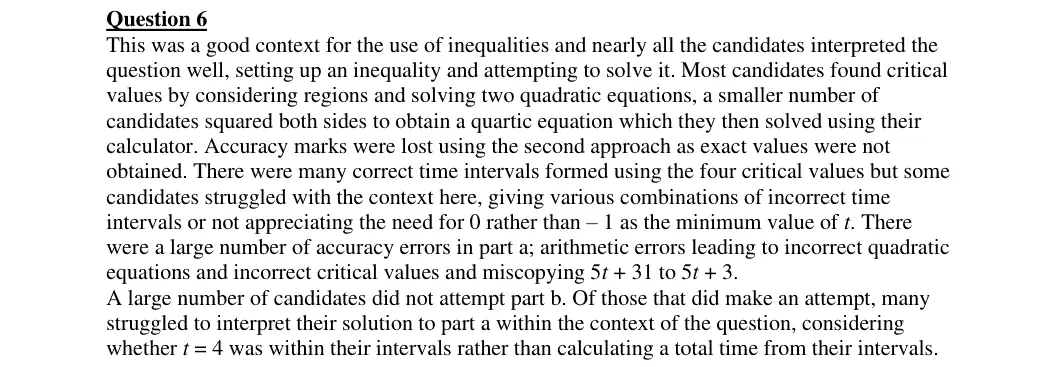 Question 6
This was a good context for the use of inequalities and nearly all the candidates interpreted the
question well, setting up an inequality and attempting to solve it. Most candidates found critical
values by considering regions and solving two quadratic equations, a smaller number of
candidates squared both sides to obtain a quartic equation which they then solved using their
calculator. Accuracy marks were lost using the second approach as exact values were not
obtained. There were many correct time intervals formed using the four critical values but some
candidates struggled with the context here, giving various combinations of incorrect time
intervals or not appreciating the need for 0 rather than – 1 as the minimum value of t. There
were a large number of accuracy errors in part a; arithmetic errors leading to incorrect quadratic
equations and incorrect critical values and miscopying 5t + 31 to 5t + 3.
A large number of candidates did not attempt part b. Of those that did make an attempt, many
struggled to interpret their solution to part a within the context of the question, considering
whether t = 4 was within their intervals rather than calculating a total time from their intervals.